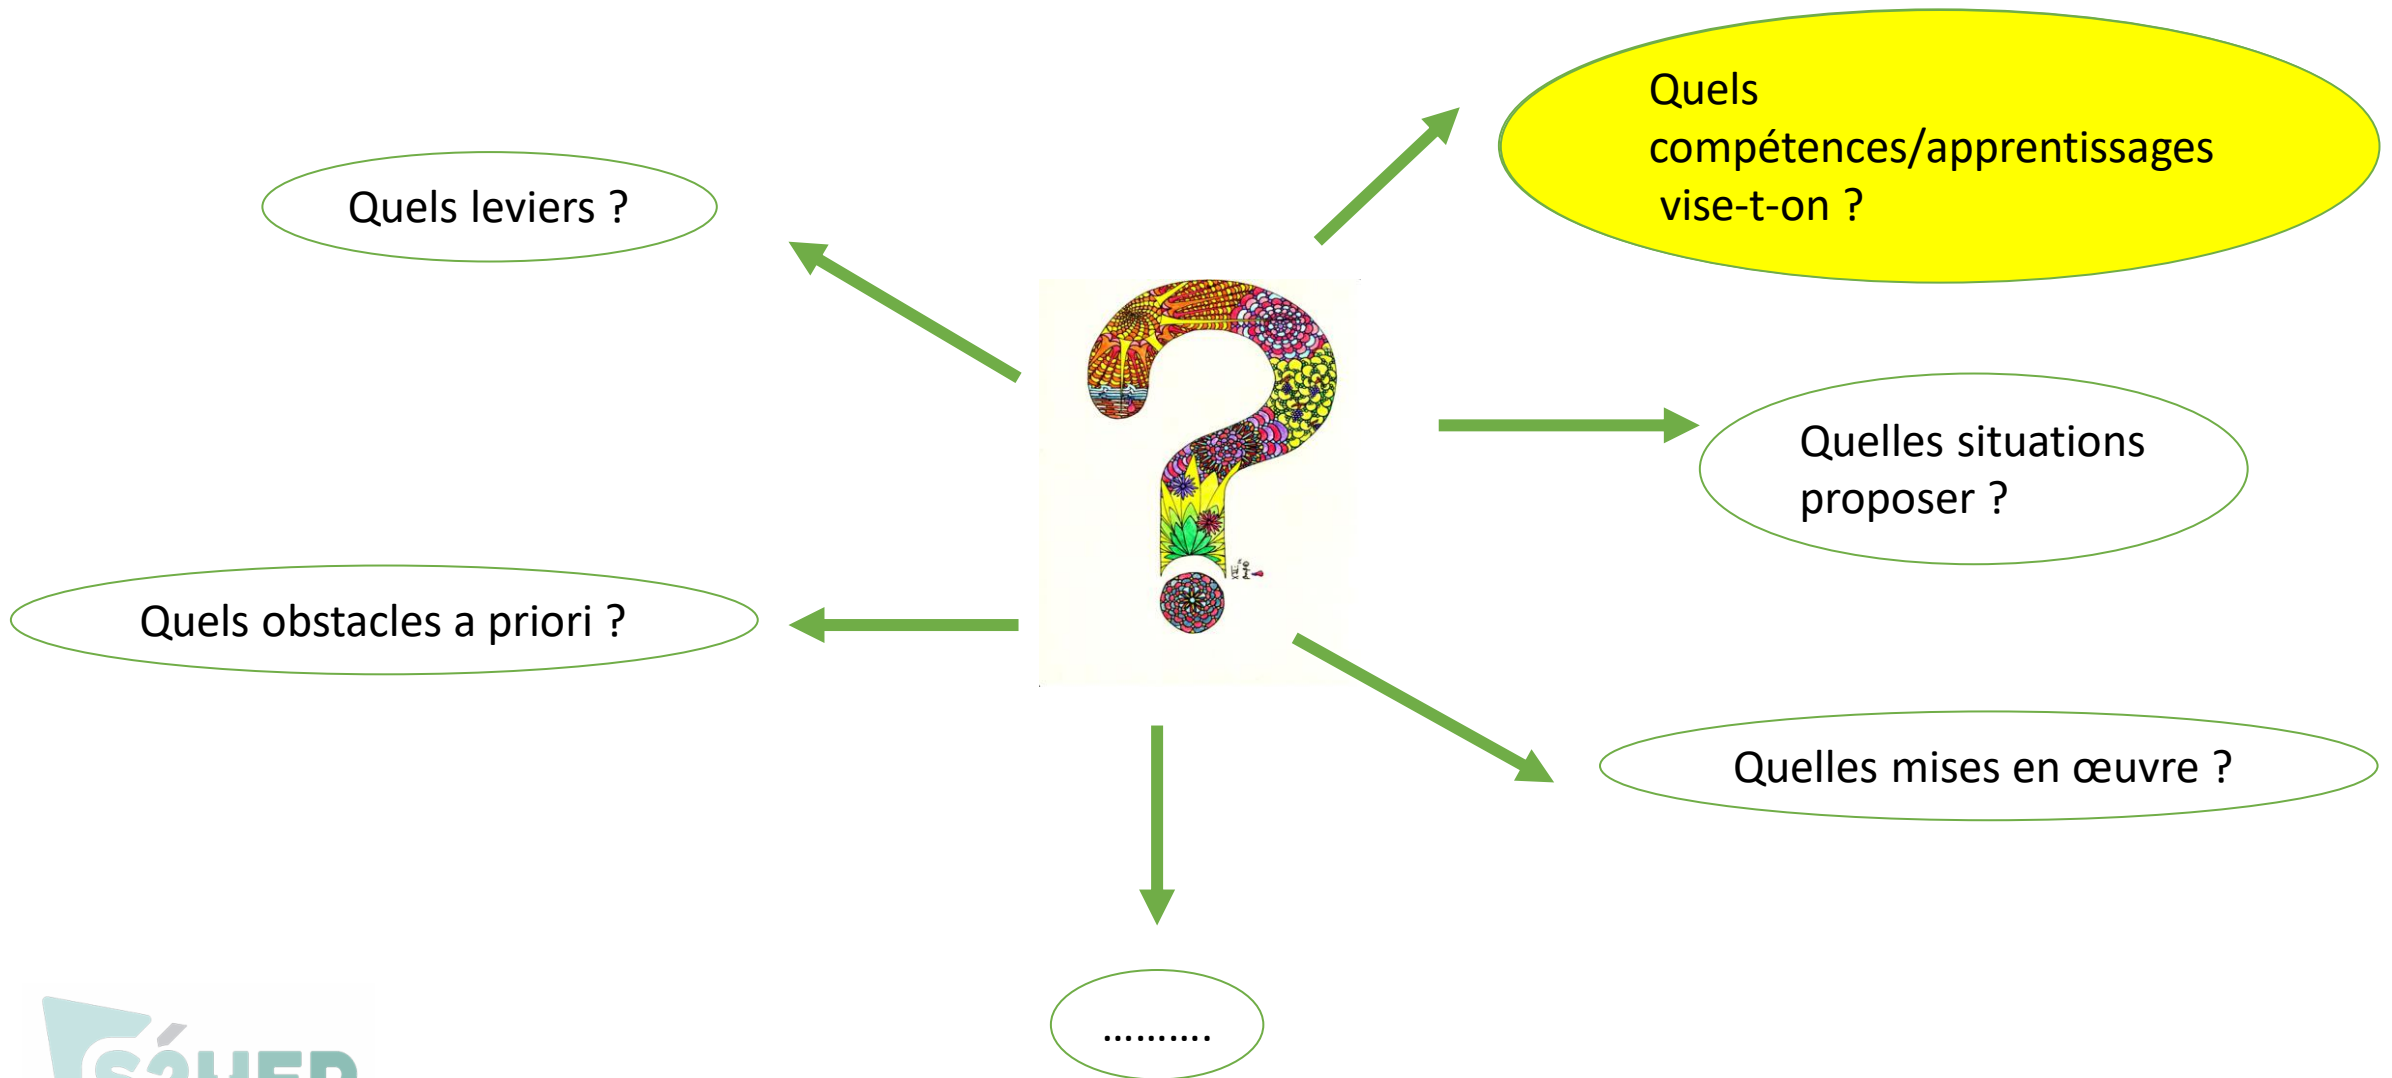 Quels
compétences/apprentissages
vise-t-on ?
Quels leviers ?
Quelles situations
proposer ?
Quels obstacles a priori ?
Quelles mises en œuvre ?
……….